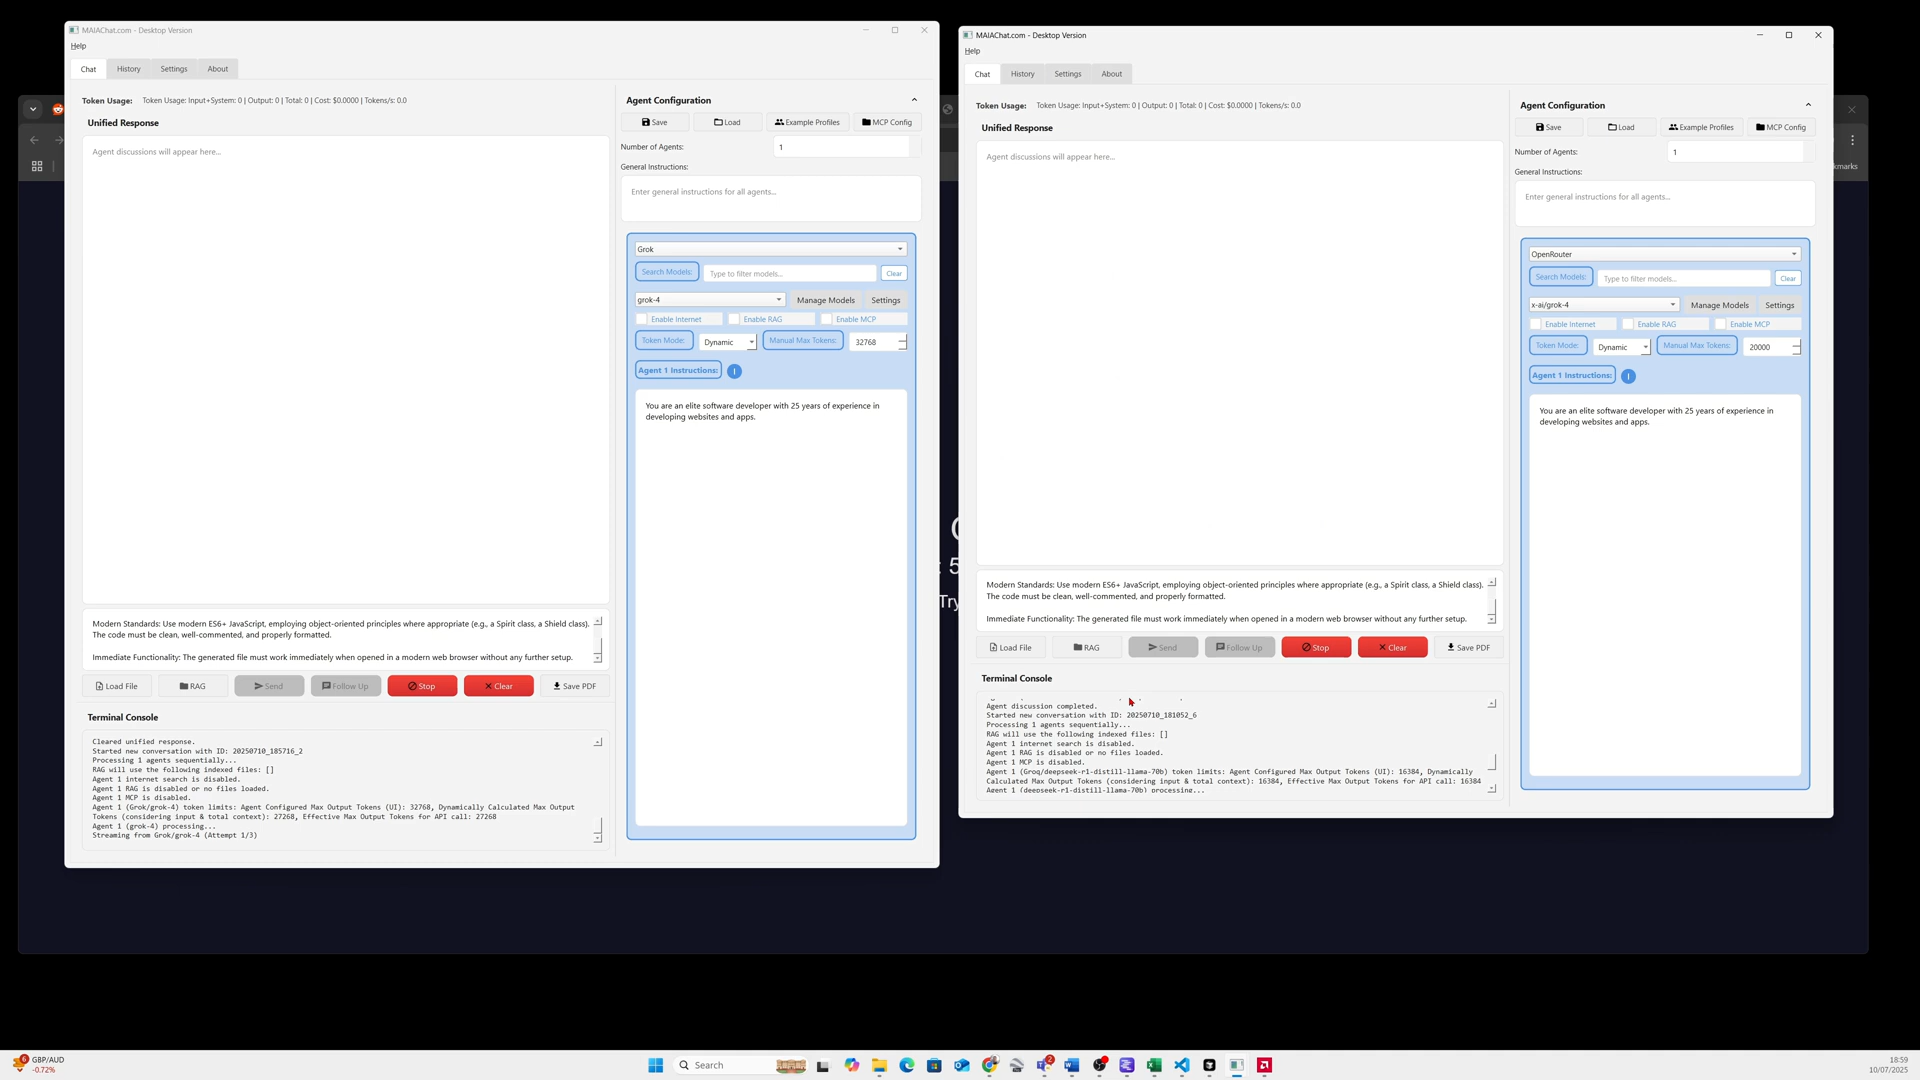 MAIAChat.com - Desktop Version
Help
Chat
History
Settings
About
Token Usage:
Token Usage: Input+System: 0 | Output: 0 | Total: 0 | Cost: $0.0000 | Tokens/s: 0.0
Unified Response
Agent discussions will appear here...
Modern Standards: Use modern ES6+ JavaScript, employing object-oriented principles where appropriate (e.g., a Spirit class, a Shield class).
The code must be clean, well-commented, and properly formatted.
Immediate Functionality: The generated file must work immediately when opened in a modern web browser without any further setup.
Load File
RAG
Send
Follow Up
Stop
Clear
Save PDF
Terminal Console
Cleared unified response.
Started new conversation with ID: 20250710_185716_2
Processing 1 agents sequentially...
RAG will use the following indexed files: []
Agent 1 internet search is disabled.
Agent 1 RAG is disabled or no files loaded.
Agent 1 MCP is disabled.
Agent 1 (Grok/grok-4) token limits: Agent Configured Max Output Tokens (UI): 32768, Dynamically Calculated Max Output
Tokens (considering input & total context): 27268, Effective Max Output Tokens for API call: 27268
Agent 1 (grok-4) processing...
Streaming from Grok/grok-4 (Attempt 1/3)
Agent Configuration
Save
Load
Example Profiles
MCP Config
Number of Agents:
1
General Instructions:
Enter general instructions for all agents...
Grok
Search Models:
Type to filter models...
Clear
grok-4
Manage Models
Settings
Enable Internet
Enable RAG
Enable MCP
Token Mode:
Dynamic
Manual Max Tokens:
32768
Agent 1 Instructions:
!
You are an elite software developer with 25 years of experience in
developing websites and apps.
MAIAChat.com - Desktop Version
Help
Chat
History
Settings
About
Token Usage:
Token Usage: Input+System: 0 | Output: 0 | Total: 0 | Cost: $0.0000 | Tokens/s: 0.0
Unified Response
Agent discussions will appear here...
Modern Standards: Use modern ES6+ JavaScript, employing object-oriented principles where appropriate (e.g., a Spirit class, a Shield class).
The code must be clean, well-commented, and properly formatted.
Immediate Functionality: The generated file must work immediately when opened in a modern web browser without any further setup.
Load File
RAG
Send
Follow Up
Stop
Clear
Save PDF
Terminal Console
Agent discussion completed.
Started new conversation with ID: 20250710_181052_6
Processing 1 agents sequentially...
RAG will use the following indexed files: []
Agent 1 internet search is disabled.
Agent 1 RAG is disabled or no files loaded.
Agent 1 MCP is disabled.
Agent 1 (Groq/deepseek-r1-distill-llama-70b) token limits: Agent Configured Max Output Tokens (UI): 16384, Dynamically
Calculated Max Output Tokens (considering input & total context): 16384, Effective Max Output Tokens for API call: 16384
Agent 1 (deepseek-r1-distill-llama-70b) processing...
Agent Configuration
Save
Load
Example Profiles
MCP Config
Number of Agents:
1
General Instructions:
Enter general instructions for all agents...
OpenRouter
Search Models:
Type to filter models...
Clear
x-ai/grok-4
Manage Models
Settings
Enable Internet
Enable RAG
Enable MCP
Token Mode:
Dynamic
Manual Max Tokens:
20000
Agent 1 Instructions:
!
You are an elite software developer with 25 years of experience in
developing websites and apps.
kmarks
5
Try
6
GBP/AUD
-0.72%
Search
2
18:59
10/07/2025